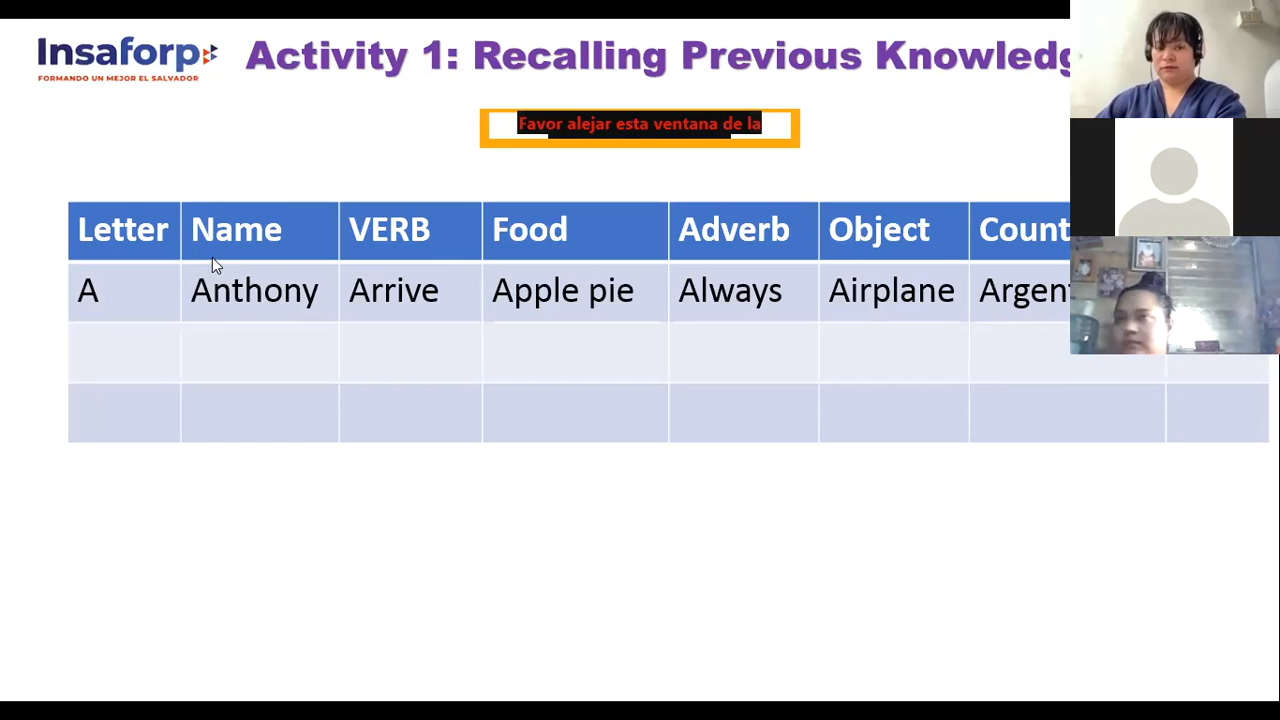 Insaforp
FORMANDO UN MEJOR EL SALVADOR
Activity 1: Recalling Previous Knowledg
Favor alejar esta ventana de la
Letter Name VERB Food Adverb Object Count
A Anthony Arrive Apple pie Always Airplane Argent